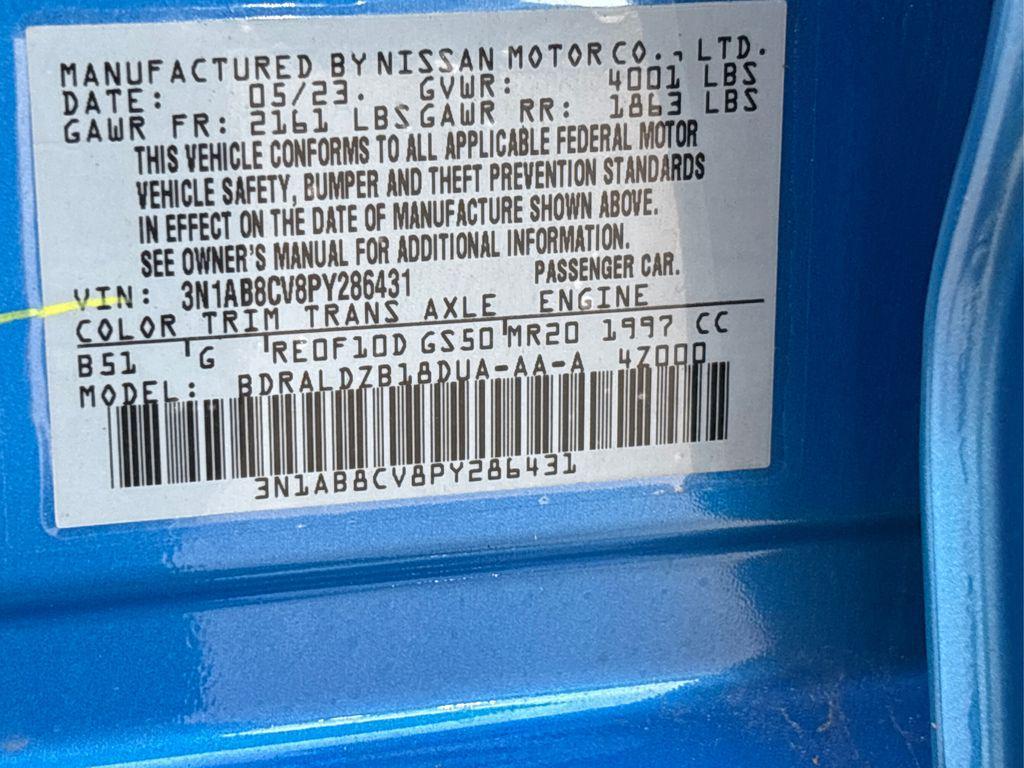 MANUFACTURED BY NISSAN MOTOR CO., LTD.
DATE: 05/23. GVWR: 4001 LBS
GAWR FR: 2161 LBS GAWR RR: 1863 LBS
THIS VEHICLE CONFORMS TO ALL APPLICABLE FEDERAL MOTOR
VEHICLE SAFETY, BUMPER AND THEFT PREVENTION STANDARDS
IN EFFECT ON THE DATE OF MANUFACTURE SHOWN ABOVE.
SEE OWNER'S MANUAL FOR ADDITIONAL INFORMATION.
VIN: 3N1AB8CV8PY286431 PASSENGER CAR.
COLOR TRIM TRANS AXLE ENGINE
B51 G RE0F10D GS50 MR20 1997 CC
MODEL: BDRALDZB18DUA-AA-A 4Z000
3N1AB8CV8PY286431